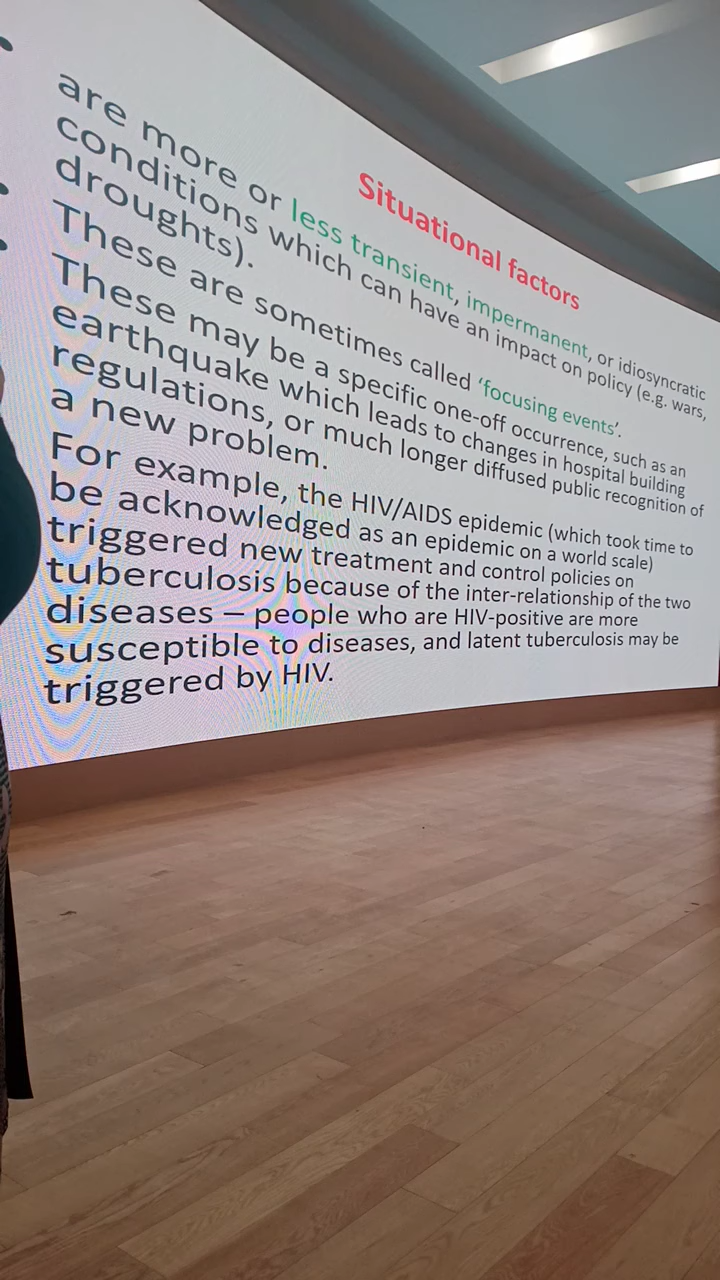 Situational factors
• are more or less transient, impermanent, or idiosyncratic
conditions which can have an impact on policy (e.g. wars,
droughts).
• These are sometimes called ‘focusing events’.
• These may be a specific one-off occurrence, such as an
earthquake which leads to changes in hospital building
regulations, or much longer diffused public recognition of
a new problem.
For example, the HIV/AIDS epidemic (which took time to
be acknowledged as an epidemic on a world scale)
triggered new treatment and control policies on
tuberculosis because of the inter-relationship of the two
diseases – people who are HIV-positive are more
susceptible to diseases, and latent tuberculosis may be
triggered by HIV.